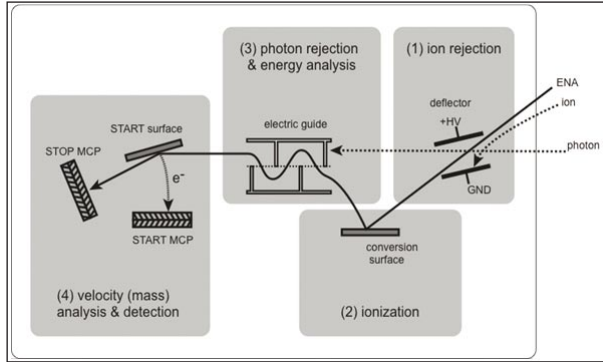 (3) photon rejection
& energy analysis
(1) ion rejection
ENA
ion
photon
deflector
+HV
GND
electric guide
START surface
STOP MCP
e-
START MCP
conversion
surface
(4) velocity (mass)
analysis & detection
(2) ionization